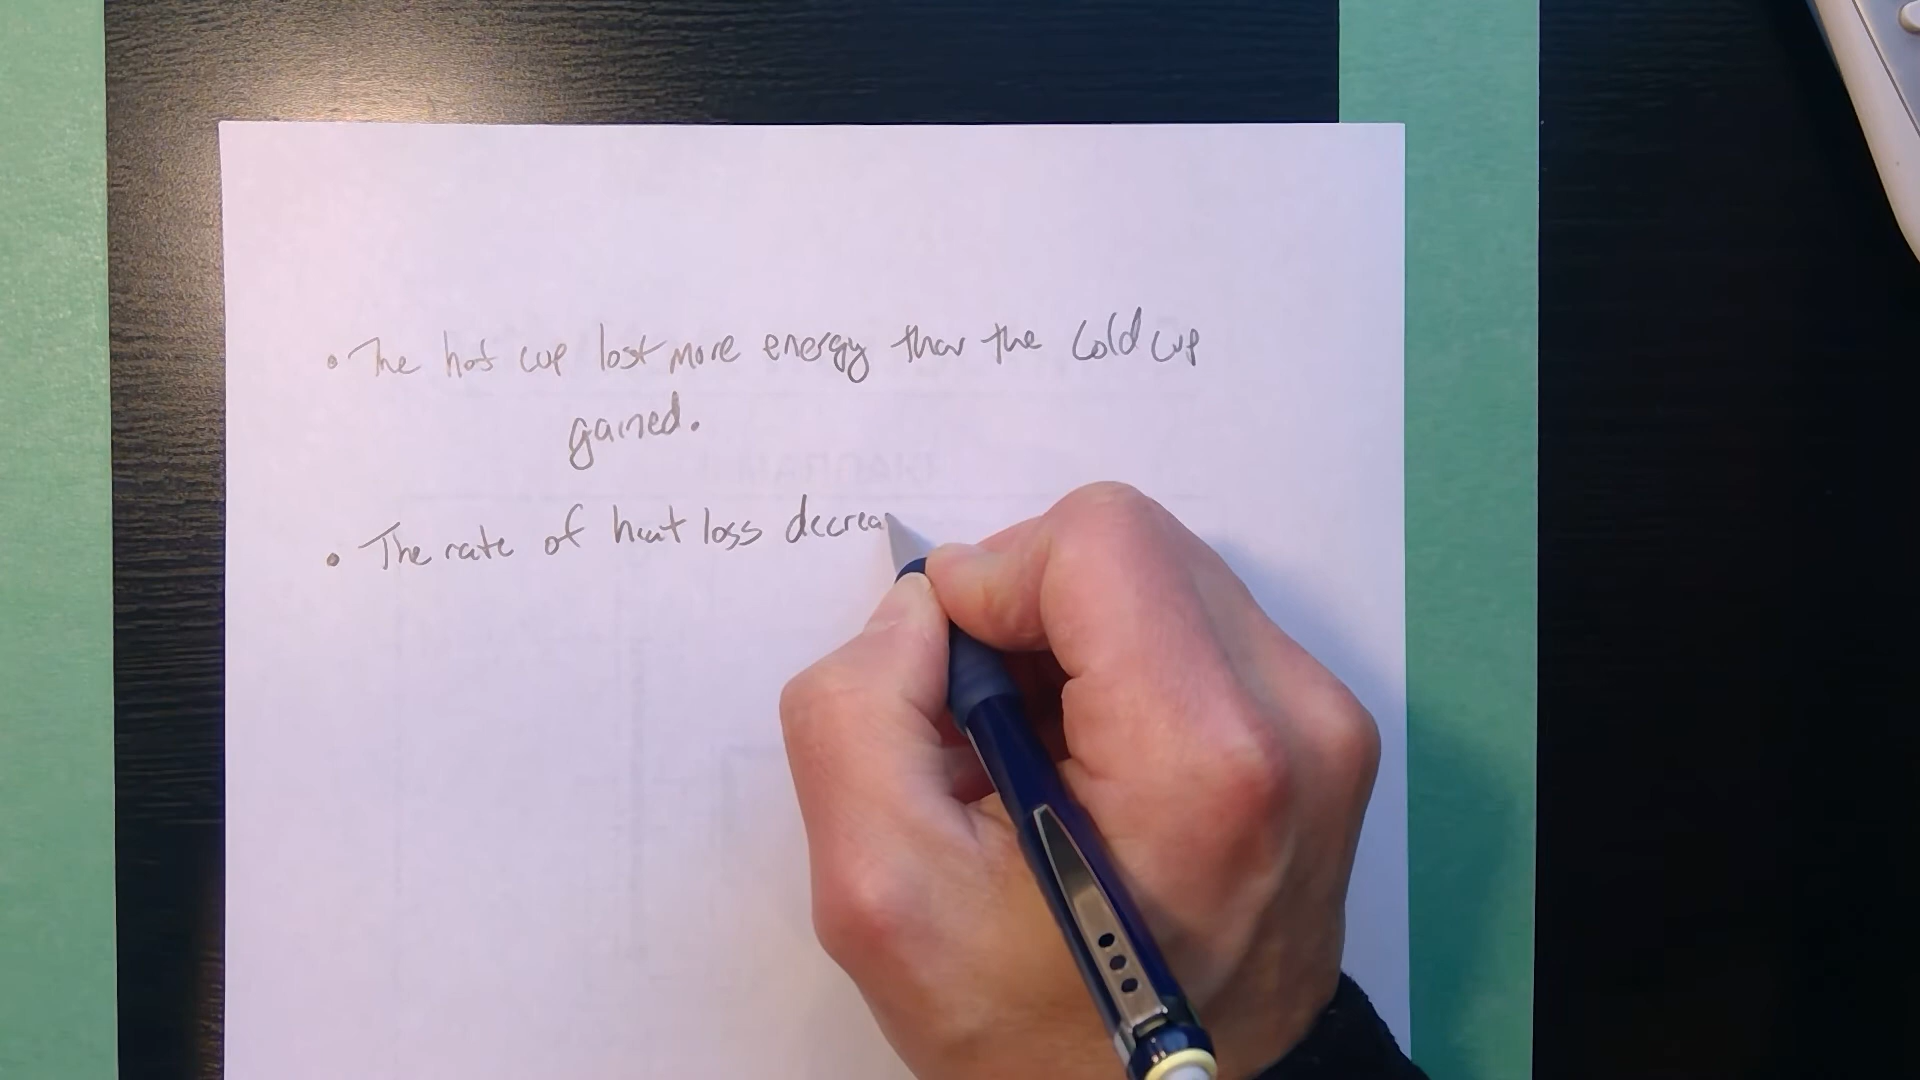 • The hot cup lost more energy than the cold cup
gained.
• The rate of heat loss decrea